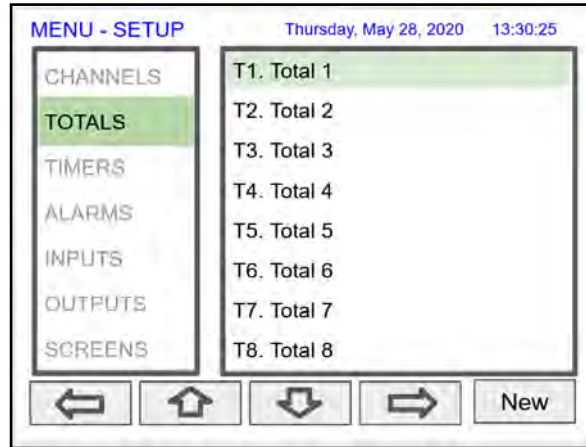 MENU - SETUP Thursday, May 28, 2020 13:30:25
CHANNELS
TOTALS
TIMERS
ALARMS
INPUTS
OUTPUTS
SCREENS
T1. Total 1
T2. Total 2
T3. Total 3
T4. Total 4
T5. Total 5
T6. Total 6
T7. Total 7
T8. Total 8
New